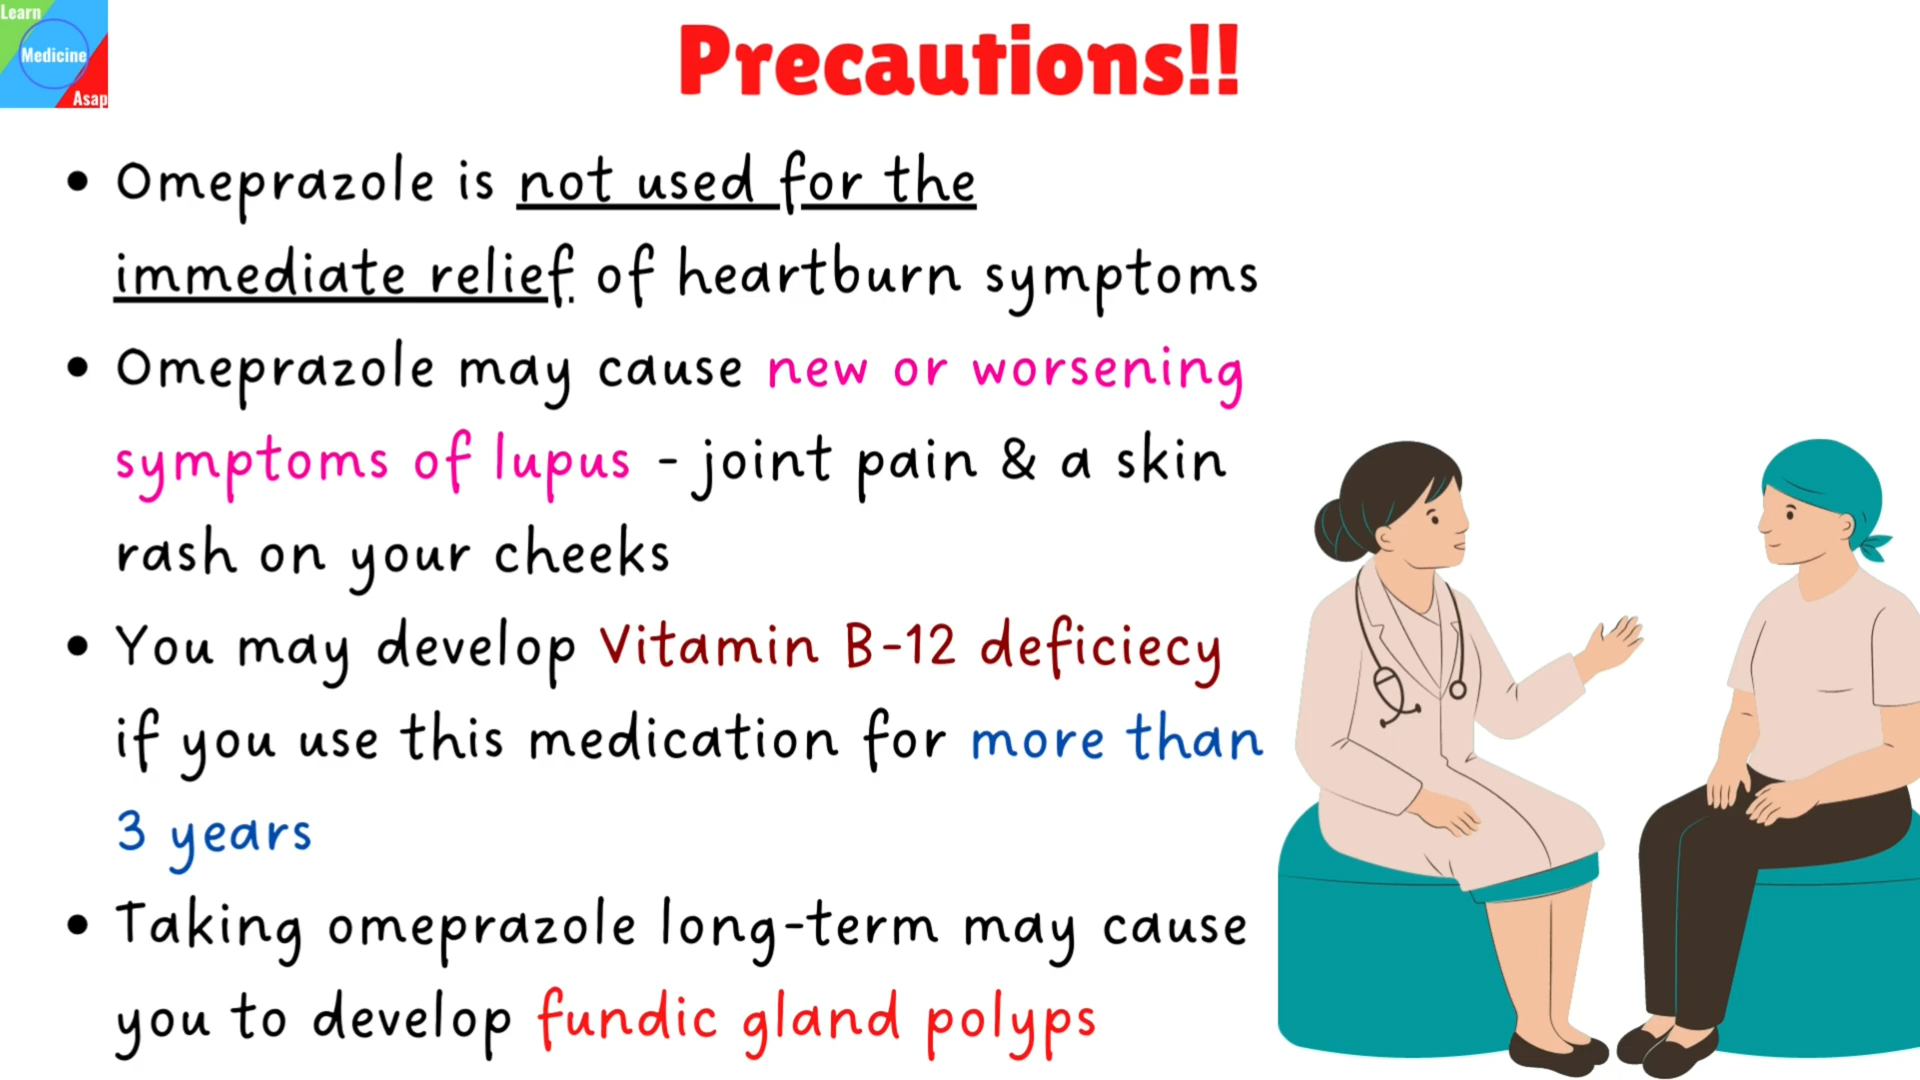 Learn
Medicine
Asap
Precautions!!
• Omeprazole is not used for the
immediate relief. of heartburn symptoms
• Omeprazole may cause new or worsening
symptoms of lupus - joint pain & a skin
rash on your cheeks
• You may develop Vitamin B-12 deficiecy
if you use this medication for more than
3 years
• Taking omeprazole long-term may cause
you to develop fundic gland polyps